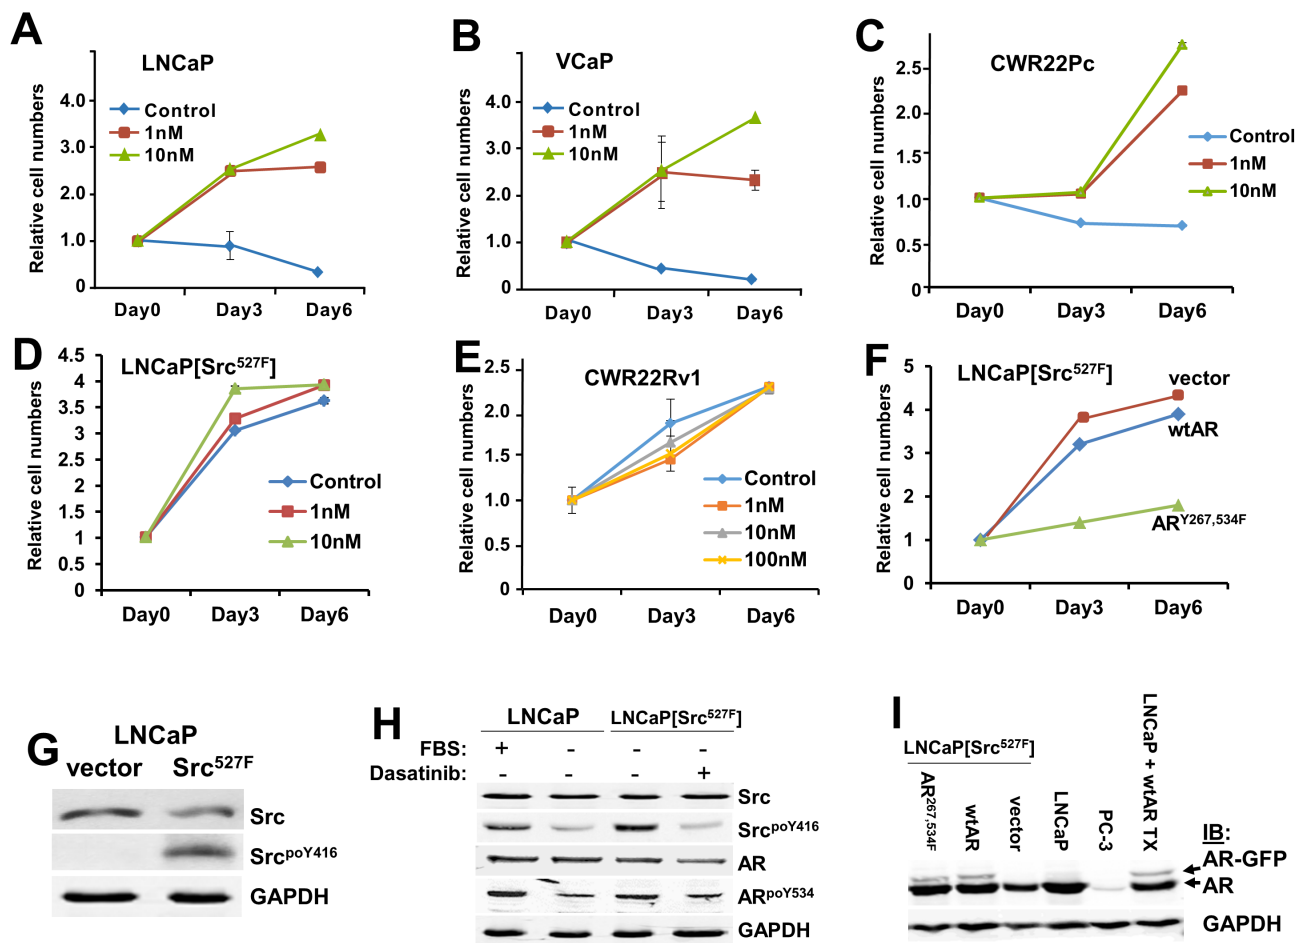 A
LNCaP
Relative cell numbers
4.0
3.0
2.0
1.0
0
Control
1nM
10nM
Day0 Day3 Day6
B
VCaP
Relative cell numbers
5.0
4.0
3.0
2.0
1.0
0
Control
1nM
10nM
Day0 Day3 Day6
C
CWR22Pc
Relative cell numbers
2.5
2.0
1.5
1.0
0.5
0
Control
1nM
10nM
Day0 Day3 Day6
D
LNCaP[Src527F]
Relative cell numbers
4.5
4
3.5
3
2.5
2
1.5
1
0.5
0
Control
1nM
10nM
Day0 Day3 Day6
E
CWR22Rv1
Relative cell numbers
2.5
2.0
1.5
1.0
0.5
0
Control
1nM
10nM
100nM
Day0 Day3 Day6
F
LNCaP[Src527F]
Relative cell numbers
5
4
3
2
1
0
vector
wtAR
ARY267,534F
Day0 Day3 Day6
G
LNCaP
vector Src527F
Src
SrcpoY416
GAPDH
H
LNCaP LNCaP[Src527F]
FBS: + - - -
Dasatinib: - - - +
Src
SrcpoY416
AR
ARpoY534
GAPDH
I
LNCaP[Src527F]
AR267,534F
wtAR
vector
LNCaP
PC-3
LNCaP + wtAR TX
IB:
AR-GFP
AR
GAPDH